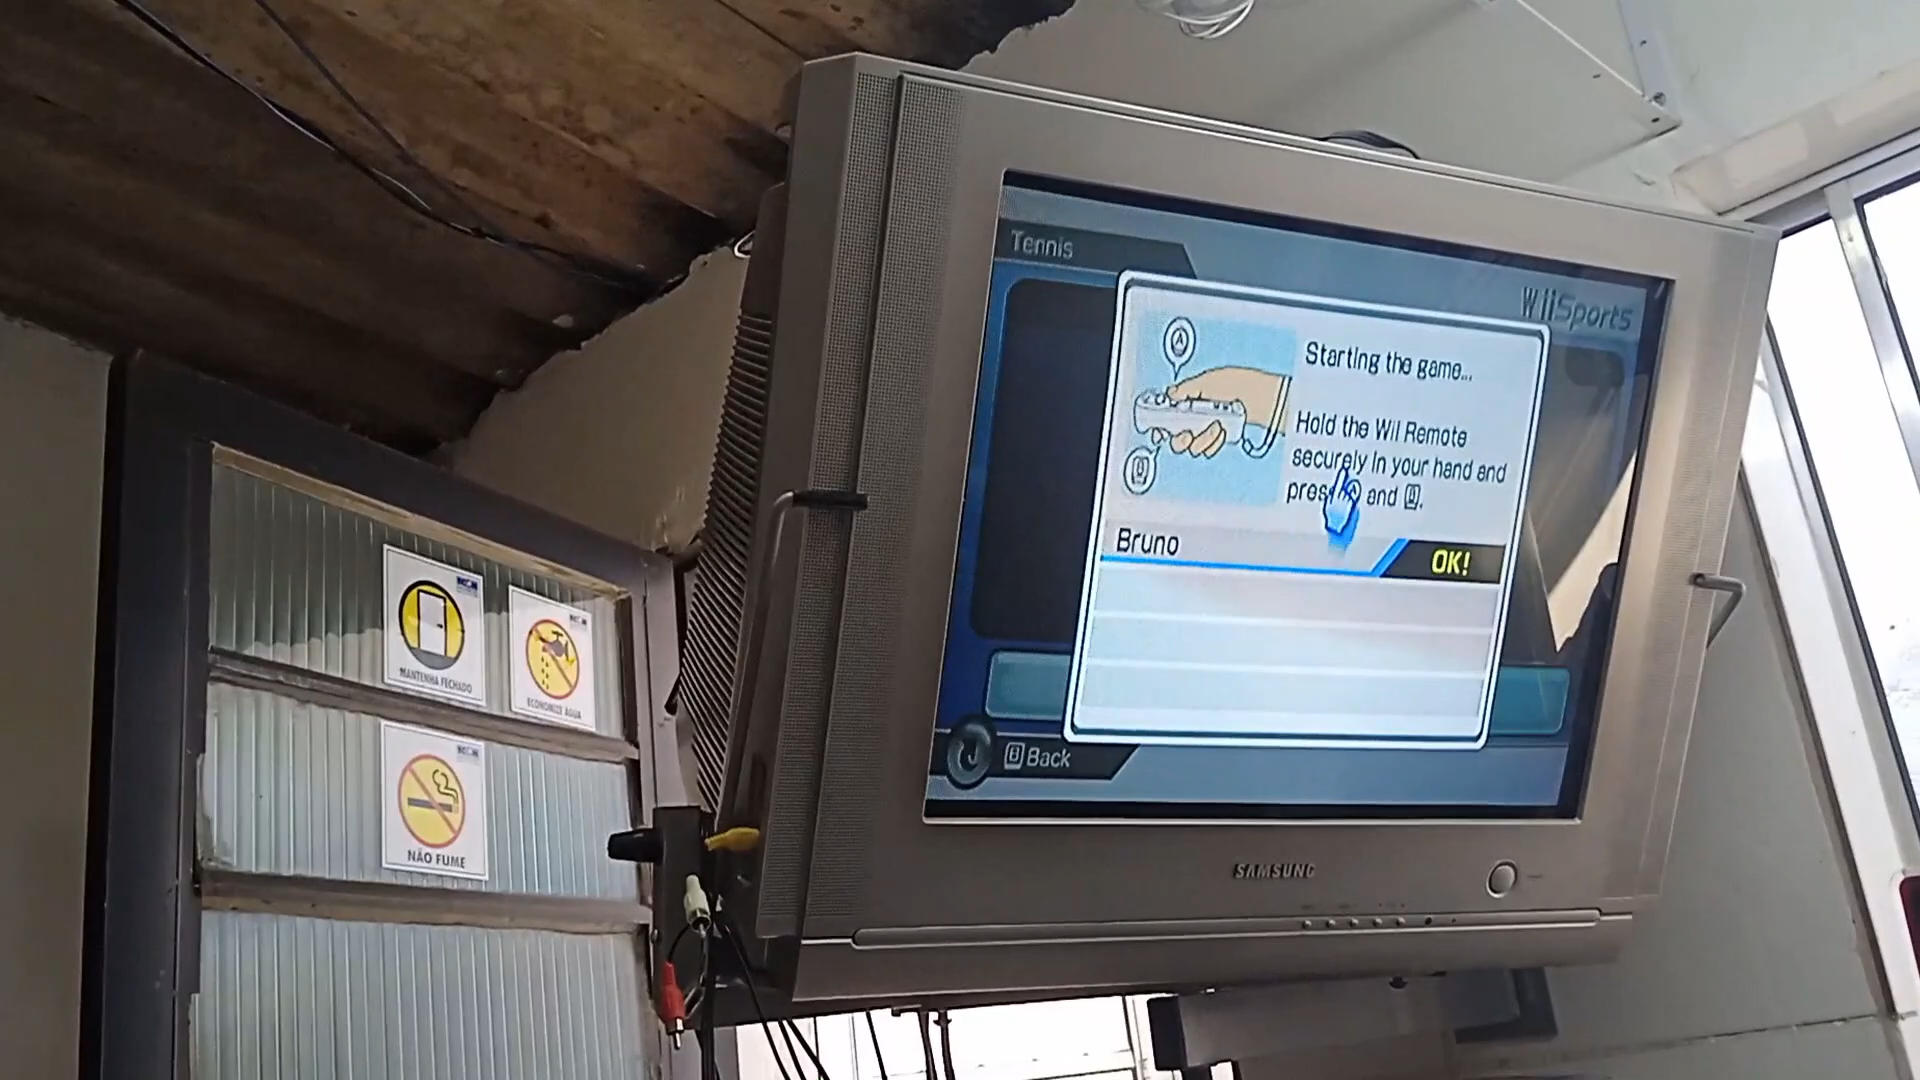 Tennis
WiiSports
A
Starting the game...
Hold the Wii Remote
securely in your hand and
press A and B.
B
Bruno
OK!
B Back
SAMSUNG
MANTENHA FECHADO
ECONOMIZE ÁGUA
NÃO FUME